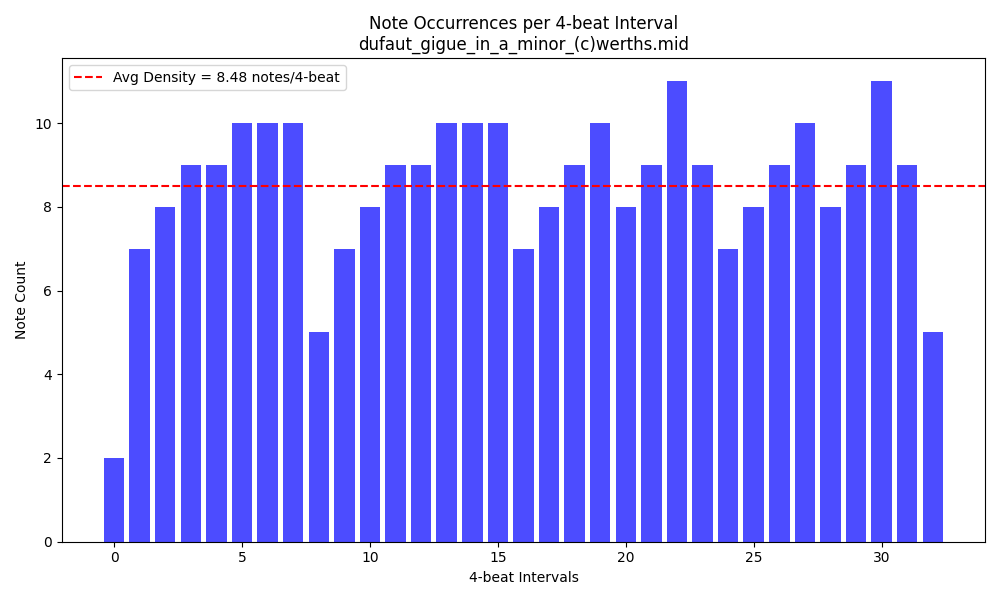 Note Occurrences per 4-beat Interval
dufaut_gigue_in_a_minor_(c)werths.mid
Avg Density = 8.48 notes/4-beat
Note Count
10
8
6
4
2
0
0 5 10 15 20 25 30
4-beat Intervals